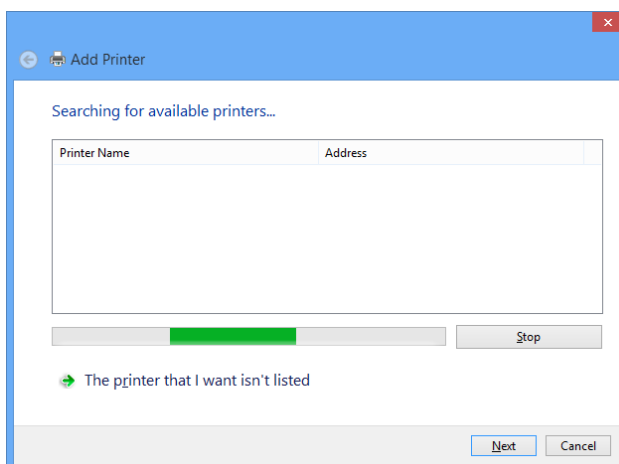 Add Printer
Searching for available printers...
Printer Name Address
Stop
The printer that I want isn't listed
Next Cancel